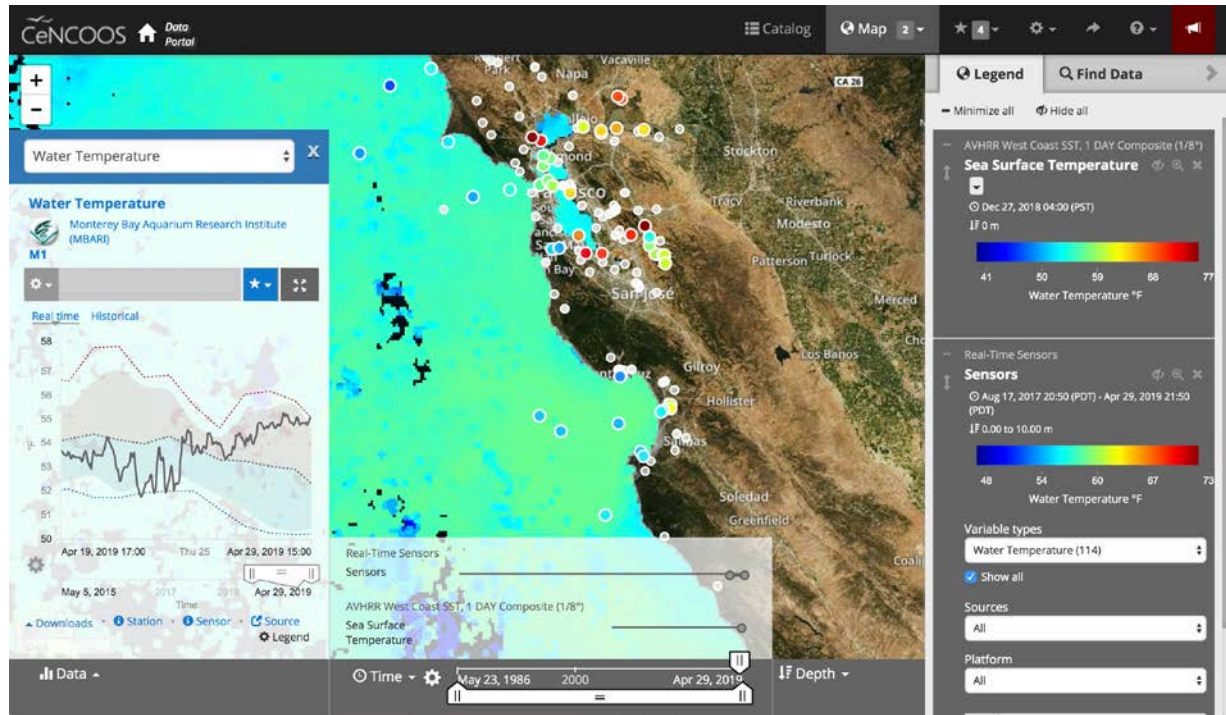 CeNCOOS
Data
Portal
Catalog
Map 2
4
Legend
Find Data
Minimize all
Hide all
AVHRR West Coast SST, 1 DAY Composite (1/8°)
Sea Surface Temperature
Dec 27, 2018 04:00 (PST)
0 m
41 50 59 68 77
Water Temperature °F
Real-Time Sensors
Sensors
Aug 17, 2017 20:50 (PDT) - Apr 29, 2019 21:50
(PDT)
0.00 to 10.00 m
48 54 60 67 73
Water Temperature °F
Variable types
Water Temperature (114)
Show all
Sources
All
Platform
All
+
-
Water Temperature
X
Water Temperature
Monterey Bay Aquarium Research Institute
(MBARI)
M1
Real time Historical
58
57
56
55
54
53
52
51
50
°F
Apr 19, 2019 17:00 Thu 25 Apr 29, 2019 15:00
May 5, 2015 2017 Apr 29, 2019
Time
Downloads Station Sensor Source
Legend
Data
Vacaville
Park
Napa
CA 26
Stockton
Tracy
Riverbank
Modesto
Patterson
Turlock
Bay
San José
Merced
Los Banos
Gilroy
Hollister
Salinas
Soledad
Greenfield
Real-Time Sensors
Sensors
AVHRR West Coast SST, 1 DAY Composite (1/8°)
Sea Surface
Temperature
Time
May 23, 1986 2000 Apr 29, 2019
Depth